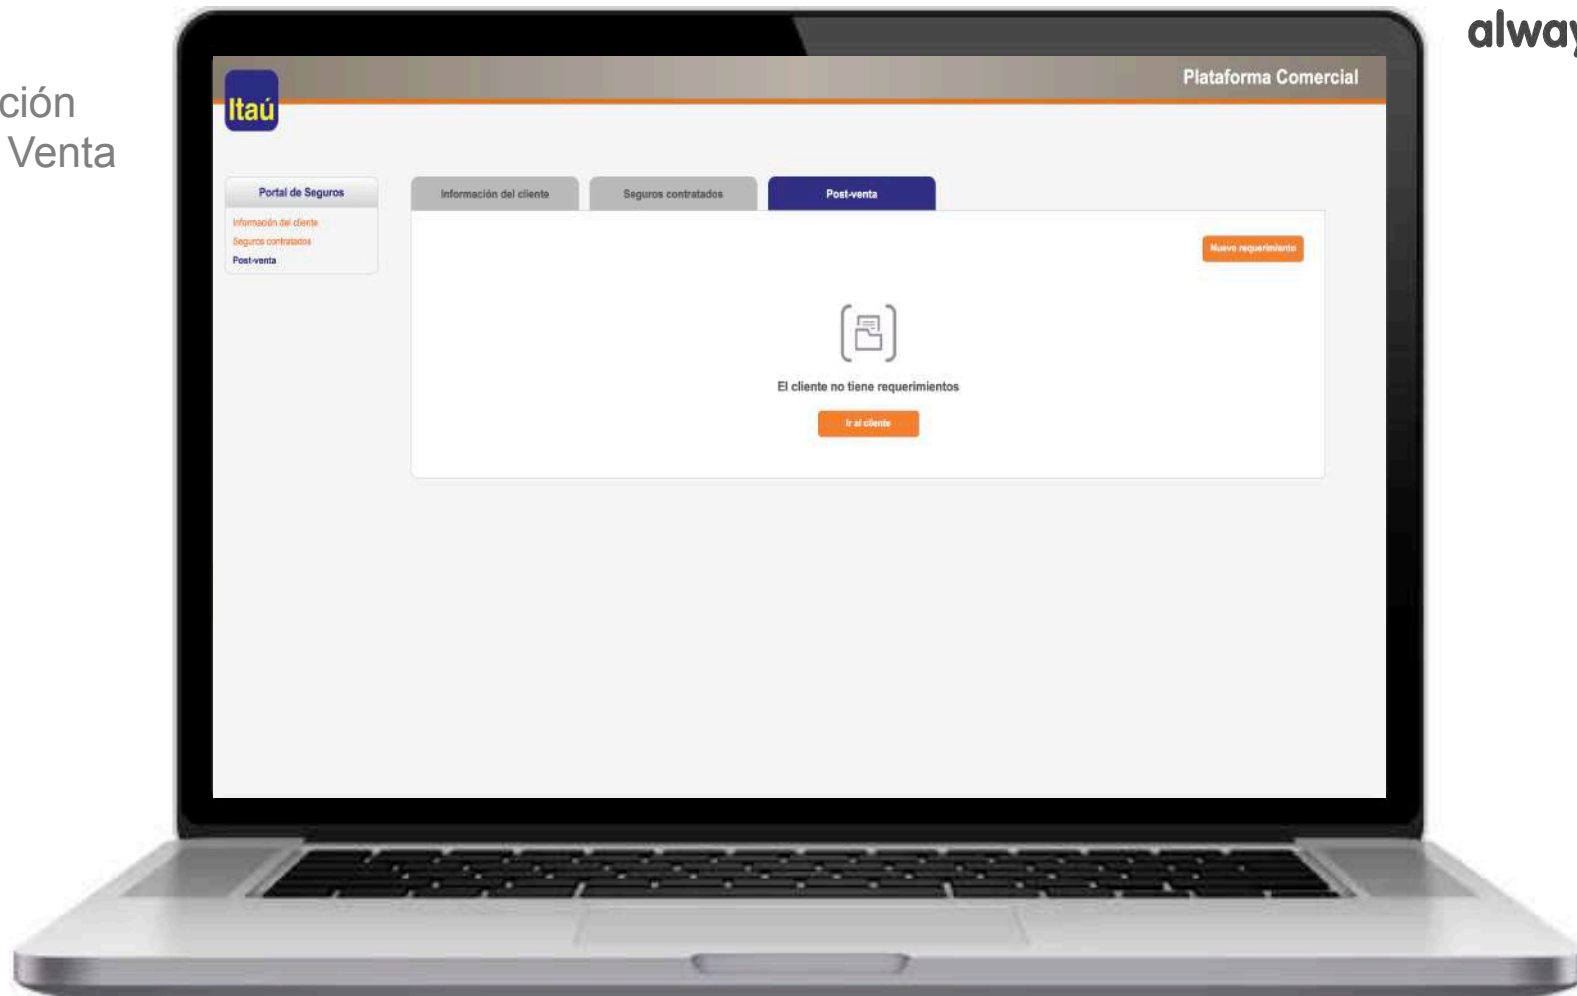 ción
Venta
alway
Itaú
Plataforma Comercial
Portal de Seguros
Información del cliente
Seguros contratados
Post-venta
Información del cliente
Seguros contratados
Post-venta
Nuevo requerimiento
El cliente no tiene requerimientos
Ir al cliente